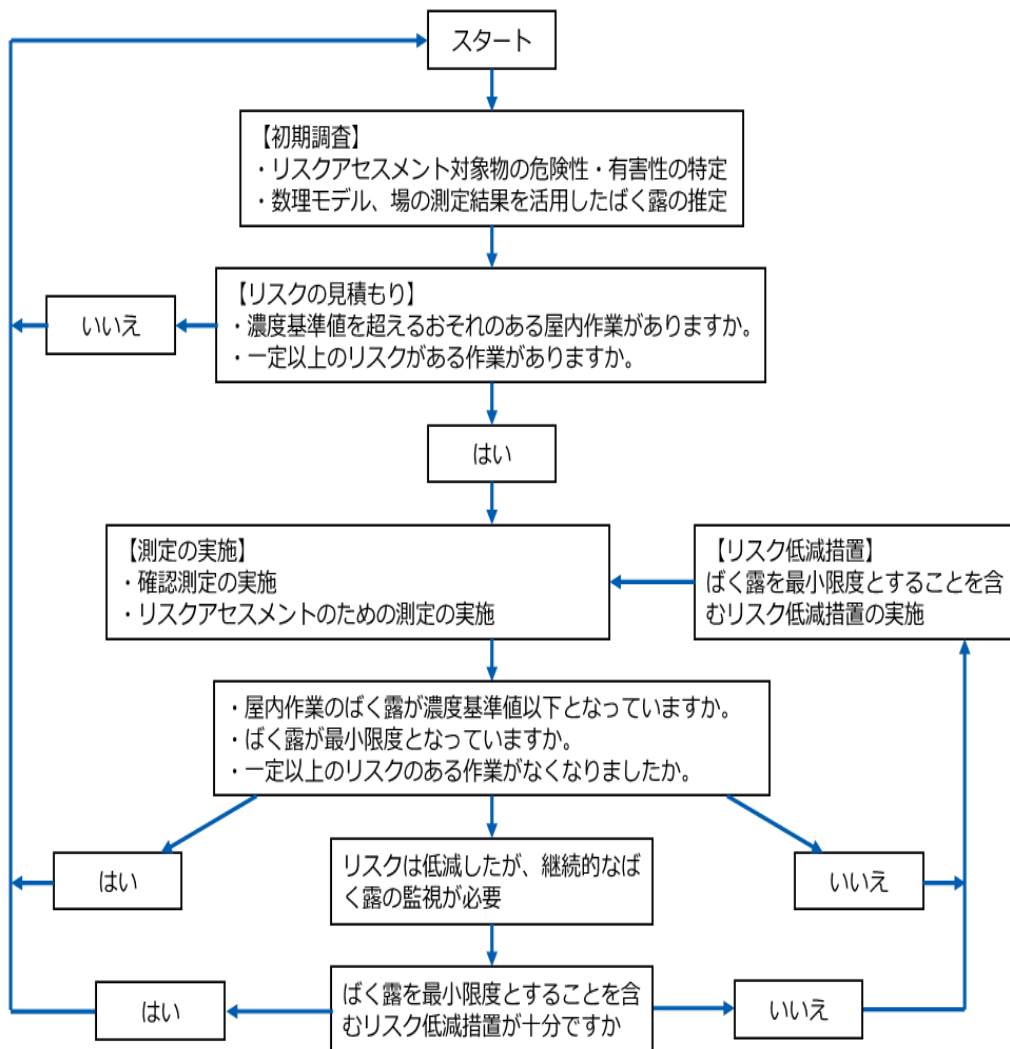 スタート
【初期調査】
・リスクアセスメント対象物の危険性・有害性の特定
・数理モデル、場の測定結果を活用したばく露の推定
【リスクの見積もり】
・濃度基準値を超えるおそれのある屋内作業がありますか。
・一定以上のリスクがある作業がありますか。
いいえ
はい
【測定の実施】
・確認測定の実施
・リスクアセスメントのための測定の実施
【リスク低減措置】
ばく露を最小限度とすることを含
むリスク低減措置の実施
・屋内作業のばく露が濃度基準値以下となっていますか。
・ばく露が最小限度となっていますか。
・一定以上のリスクのある作業がなくなりましたか。
はい
リスクは低減したが、継続的なば
く露の監視が必要
いいえ
はい
ばく露を最小限度とすることを含
むリスク低減措置が十分ですか
いいえ